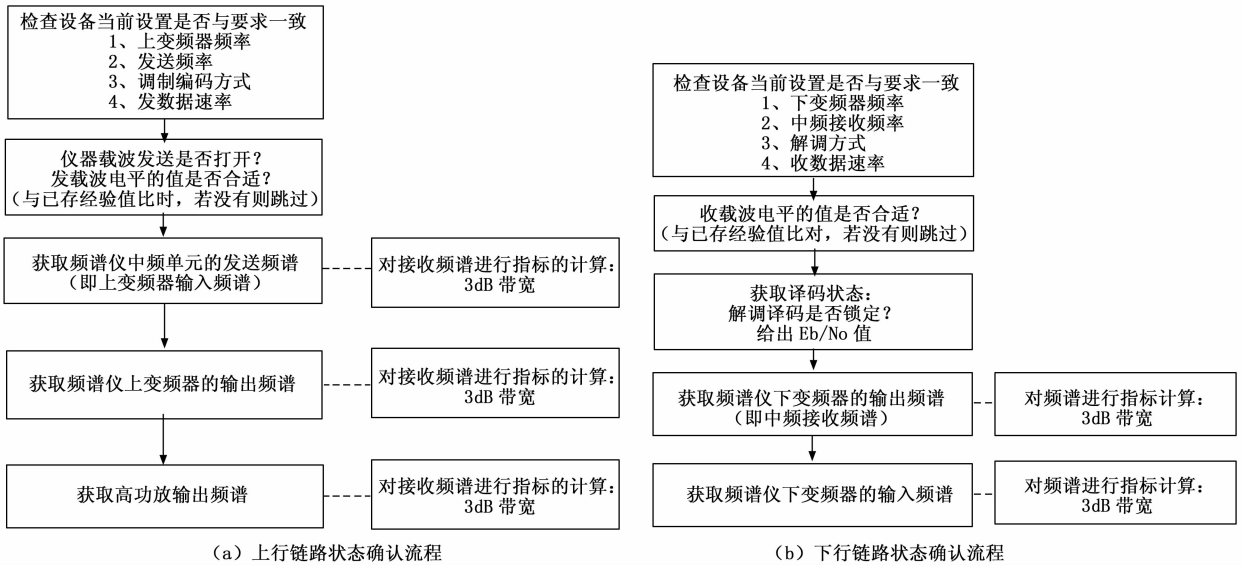 检查设备当前设置是否与要求一致
1、上变频器频率
2、发送频率
3、调制编码方式
4、发数据速率
仪器载波发送是否打开?
发载波电平的值是否合适?
(与已存经验值比时，若没有则跳过)
获取频谱仪中频单元的发送频谱
(即上变频器输入频谱)
对接收频谱进行指标的计算:
3dB 带宽
获取频谱仪上变频器的输出频谱
对接收频谱进行指标的计算:
3dB 带宽
获取高功放输出频谱
对接收频谱进行指标的计算:
3dB 带宽
(a) 上行链路状态确认流程
检查设备当前设置是否与要求一致
1、下变频器频率
2、中频接收频率
3、解调方式
4、收数据速率
收载波电平的值是否合适?
(与已存经验值比对，若没有则跳过)
获取译码状态:
解调译码是否锁定?
给出 Eb/No 值
获取频谱仪下变频器的输出频谱
(即中频接收频谱)
对频谱进行指标计算:
3dB 带宽
获取频谱仪下变频器的输入频谱
对频谱进行指标计算:
3dB 带宽
(b) 下行链路状态确认流程